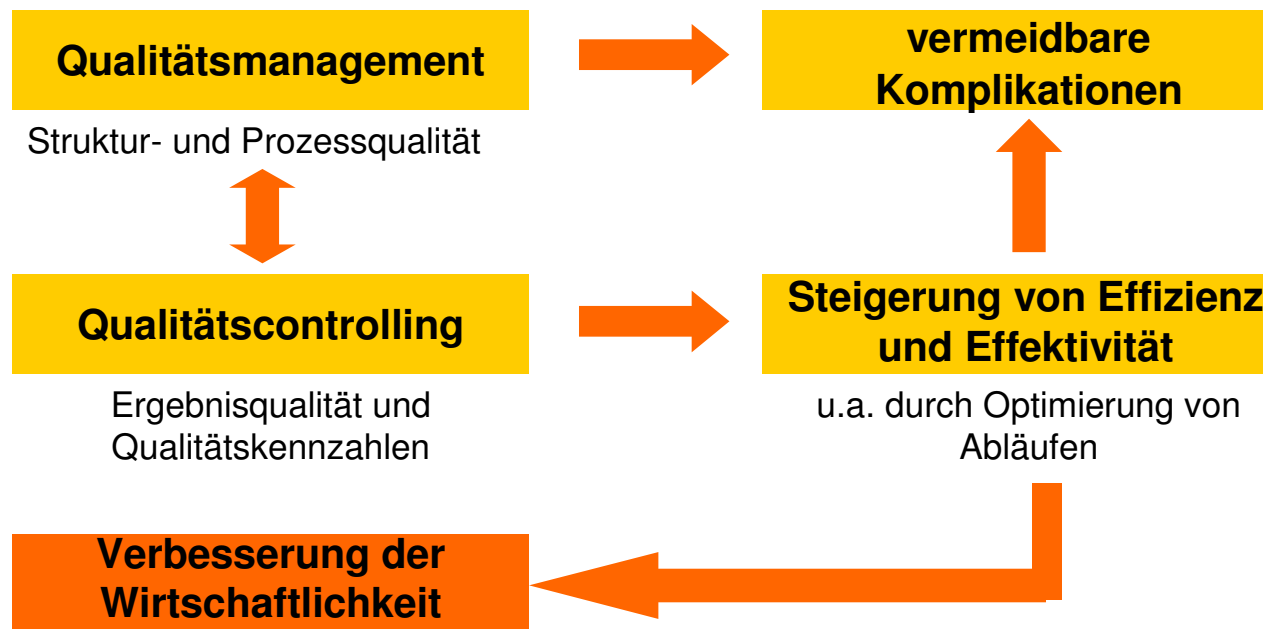 Qualitätsmanagement
Struktur- und Prozessqualität
vermeidbare
Komplikationen
Qualitätscontrolling
Ergebnisqualität und
Qualitätskennzahlen
Steigerung von Effizienz
und Effektivität
u.a. durch Optimierung von
Abläufen
Verbesserung der
Wirtschaftlichkeit